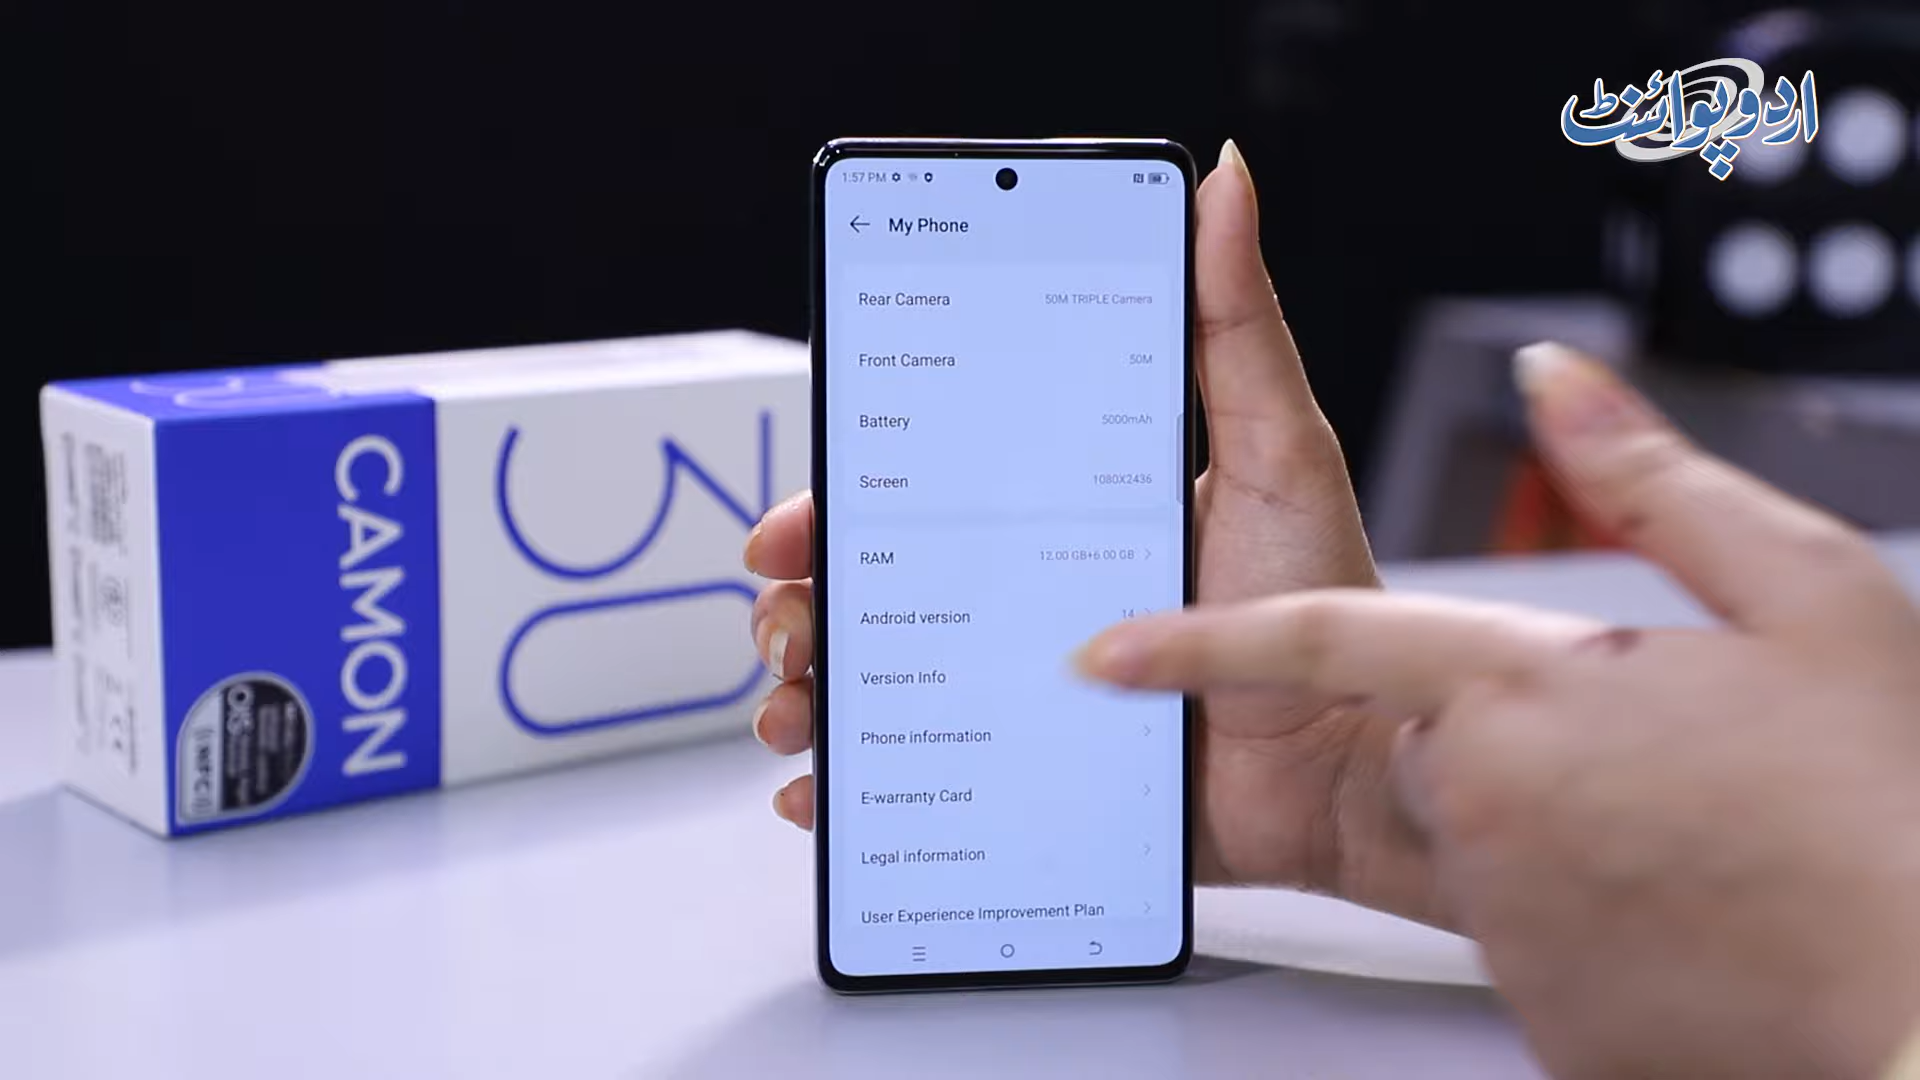 اردوپوائنٹ
1:57 PM
My Phone
Rear Camera 50M TRIPLE Camera
Front Camera 50M
Battery 5000mAh
Screen 1080X2436
RAM 12.00 GB+6.00 GB
Android version 14
Version Info
Phone information
E-warranty Card
Legal information
User Experience Improvement Plan
CAMON
30
OIS
NFC